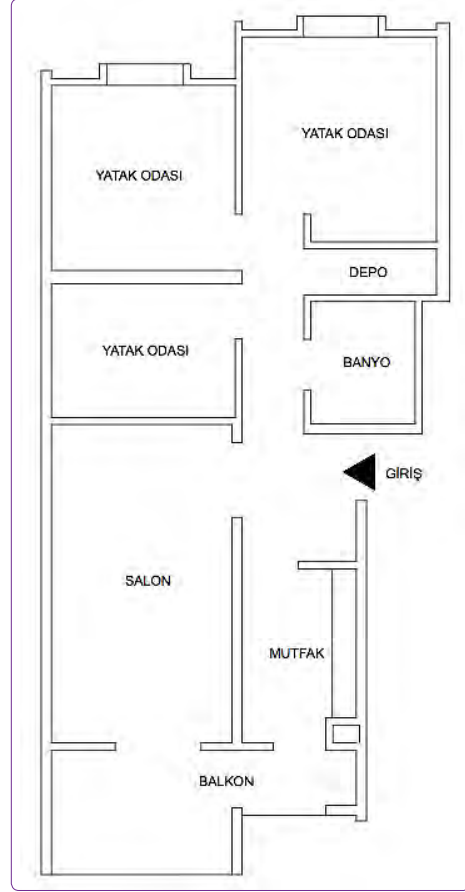 YATAK ODASI
YATAK ODASI
DEPO
YATAK ODASI
BANYO
GİRİŞ
SALON
MUTFAK
BALKON